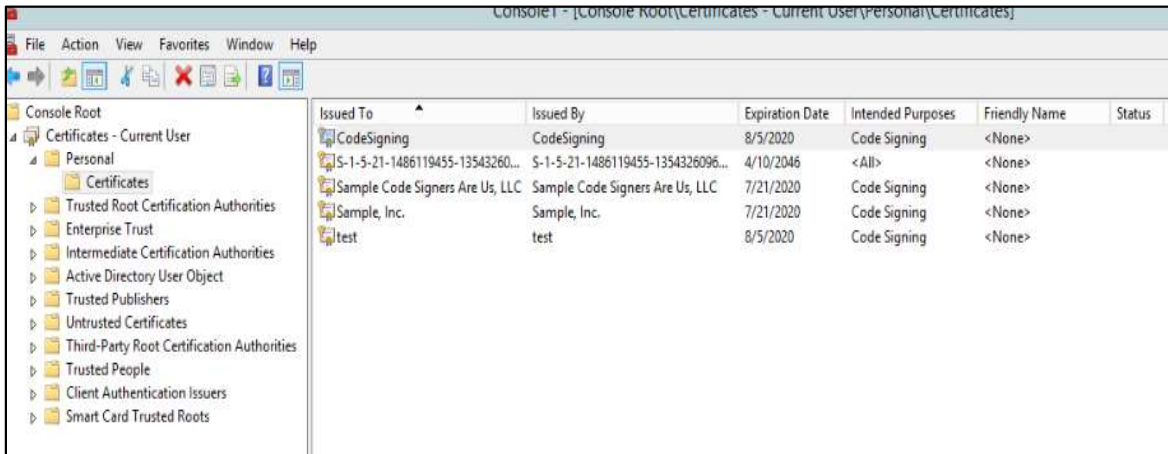 Console1 - [Console Root\Certificates - Current User\Personal\Certificates]
File Action View Favorites Window Help
Console Root
Certificates - Current User
Personal
Certificates
Trusted Root Certification Authorities
Enterprise Trust
Intermediate Certification Authorities
Active Directory User Object
Trusted Publishers
Untrusted Certificates
Third-Party Root Certification Authorities
Trusted People
Client Authentication Issuers
Smart Card Trusted Roots
Issued To Issued By Expiration Date Intended Purposes Friendly Name Status
CodeSigning CodeSigning 8/5/2020 Code Signing <None>
S-1-5-21-1486119455-13543260... S-1-5-21-1486119455-1354326096... 4/10/2046 <All> <None>
Sample Code Signers Are Us, LLC Sample Code Signers Are Us, LLC 7/21/2020 Code Signing <None>
Sample, Inc. Sample, Inc. 7/21/2020 Code Signing <None>
test test 8/5/2020 Code Signing <None>